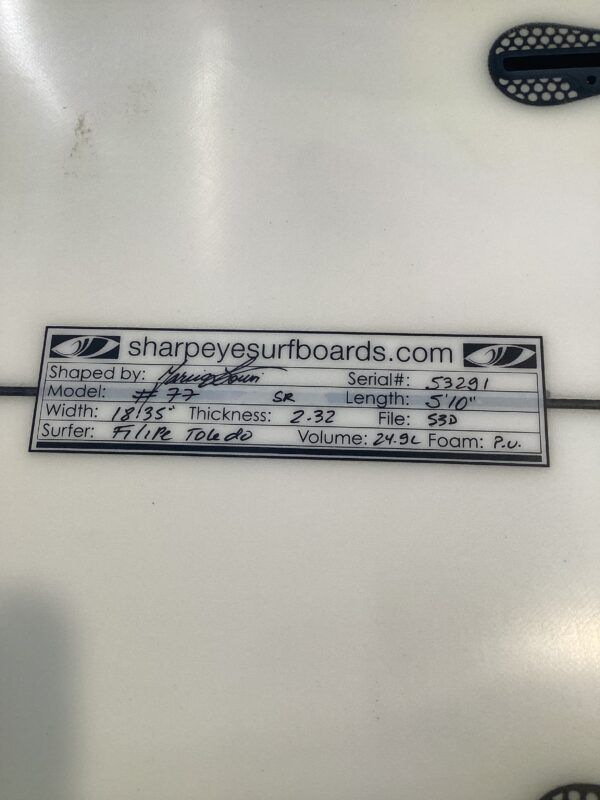 sharpeyesurfboards.com
Shaped by: Serial#: 53291
Model: #77 SR Length: 5'10"
Width: 18'35" Thickness: 2.32 File: S3D
Surfer: Filipe Toledo Volume: 24.9L Foam: P.U.